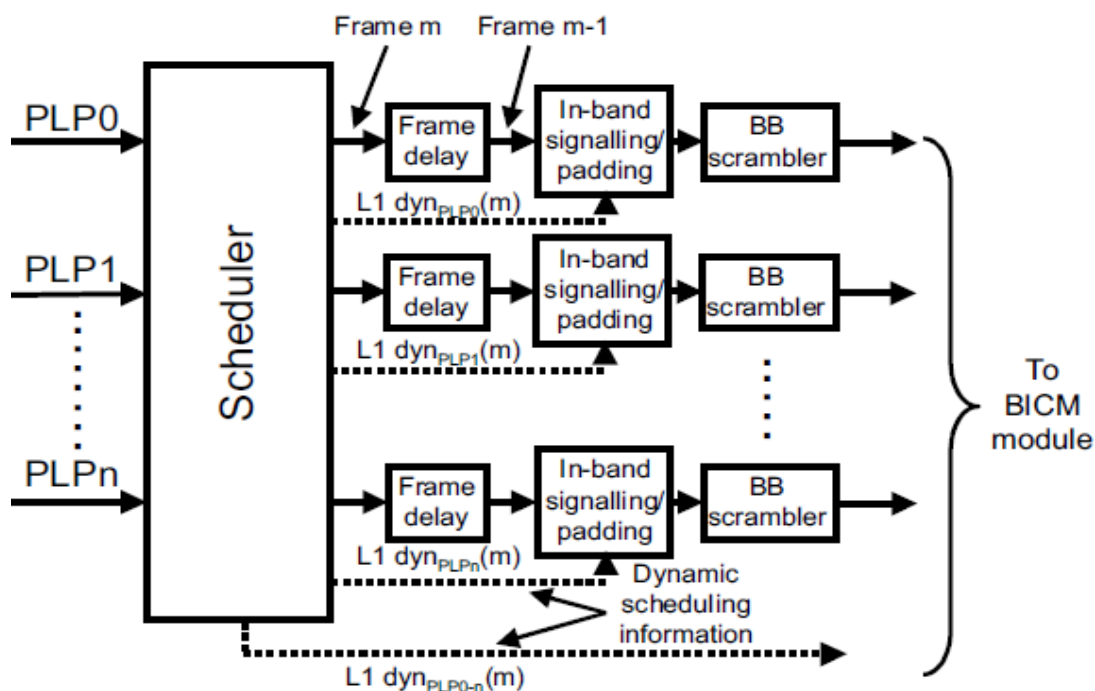 Frame m
Frame m-1
PLP0
Frame
delay
In-band
signalling/
padding
BB
scrambler
L1 dynPLP0(m)
PLP1
Scheduler
Frame
delay
In-band
signalling/
padding
BB
scrambler
L1 dynPLP1(m)
To
BICM
module
PLPn
Frame
delay
In-band
signalling/
padding
BB
scrambler
L1 dynPLPn(m)
Dynamic
scheduling
information
L1 dynPLP0-n(m)